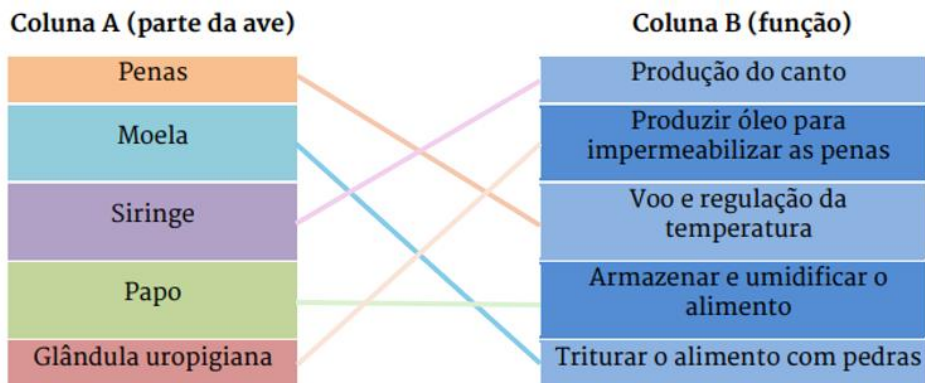 Coluna A (parte da ave)
Coluna B (função)
Penas
Moela
Siringe
Papo
Glândula uropigiana
Produção do canto
Produzir óleo para
impermeabilizar as penas
Voo e regulação da
temperatura
Armazenar e umidificar o
alimento
Triturar o alimento com pedras